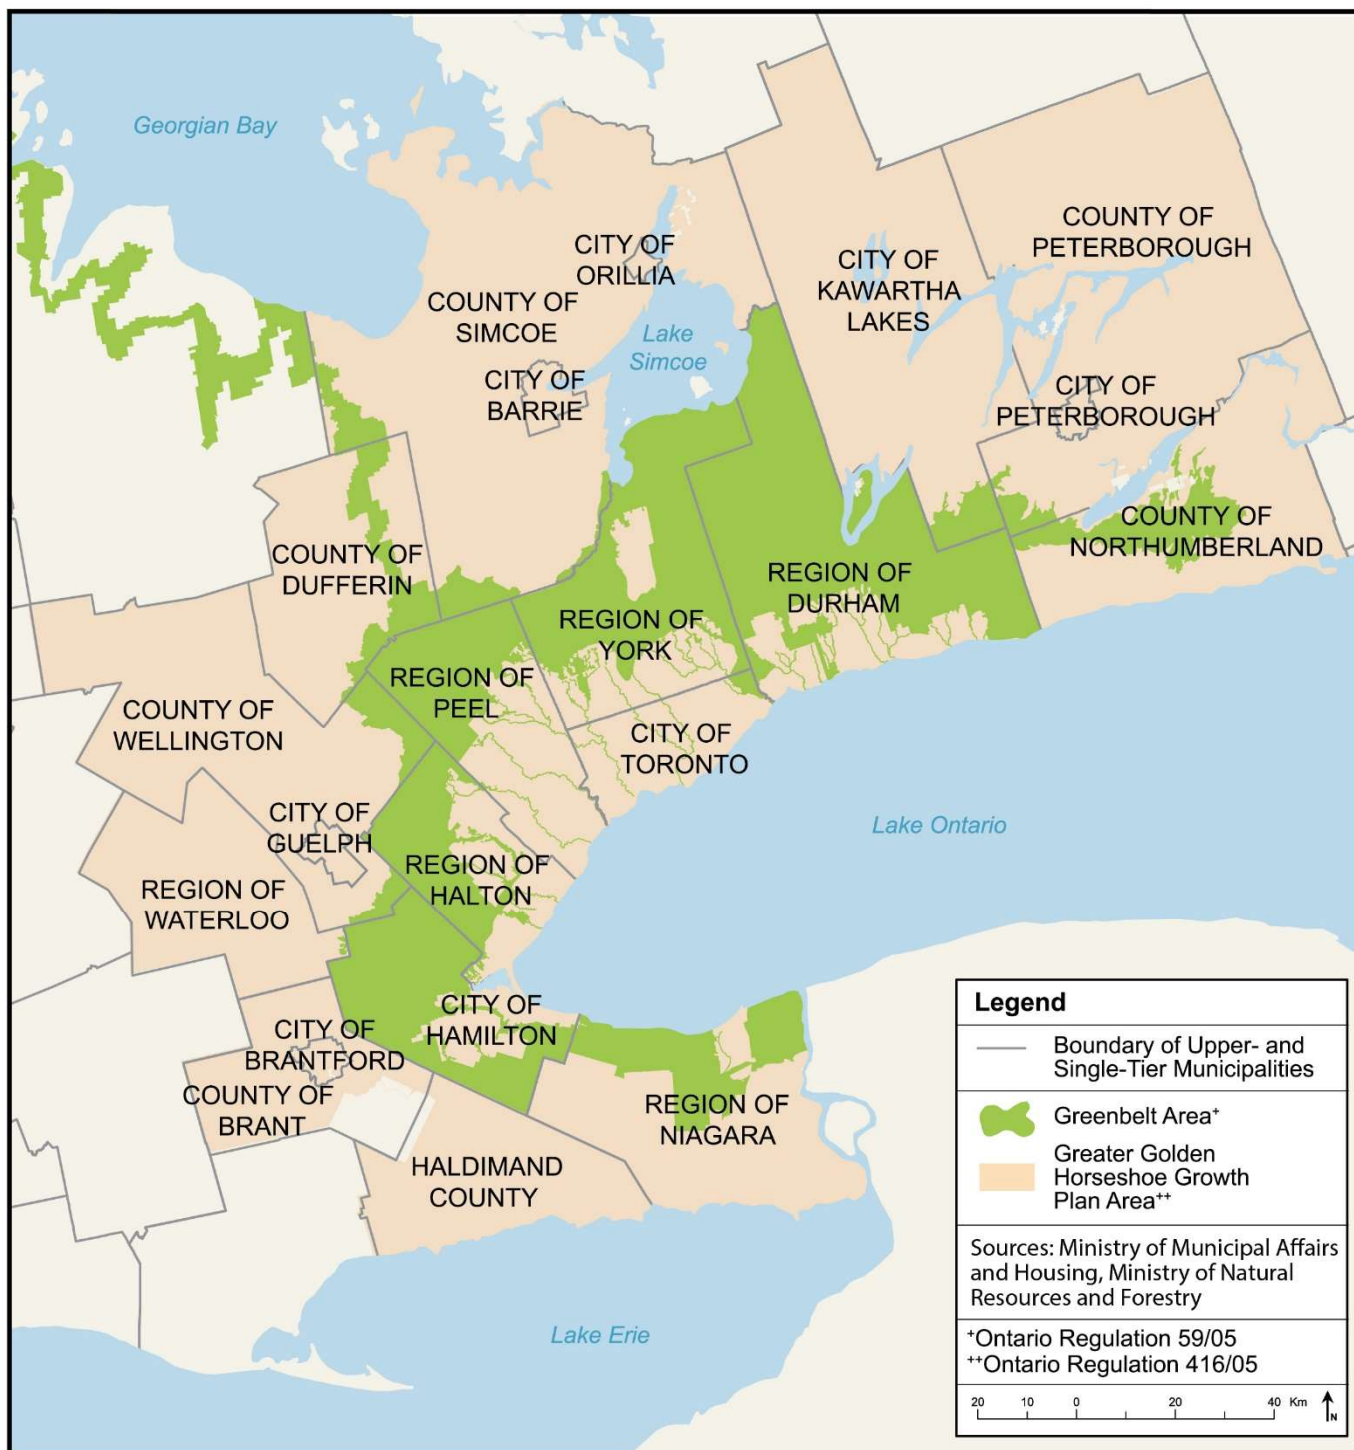 Georgian Bay
COUNTY OF
PETERBOROUGH
CITY OF
ORILLIA
CITY OF
KAWARTHA
LAKES
COUNTY OF
SIMCOE
Lake
Simcoe
CITY OF
BARRIE
CITY OF
PETERBOROUGH
COUNTY OF
NORTHUMBERLAND
COUNTY OF
DUFFERIN
REGION OF
DURHAM
REGION OF
YORK
REGION OF
PEEL
COUNTY OF
WELLINGTON
CITY OF
TORONTO
CITY OF
GUELPH
Lake Ontario
REGION OF
HALTON
REGION OF
WATERLOO
CITY OF
HAMILTON
CITY OF
BRANTFORD
COUNTY OF
BRANT
REGION OF
NIAGARA
HALDIMAND
COUNTY
Lake Erie
Legend
Boundary of Upper- and
Single-Tier Municipalities
Greenbelt Area+
Greater Golden
Horseshoe Growth
Plan Area++
Sources: Ministry of Municipal Affairs
and Housing, Ministry of Natural
Resources and Forestry
+Ontario Regulation 59/05
++Ontario Regulation 416/05
20 10 0 20 40 Km
N